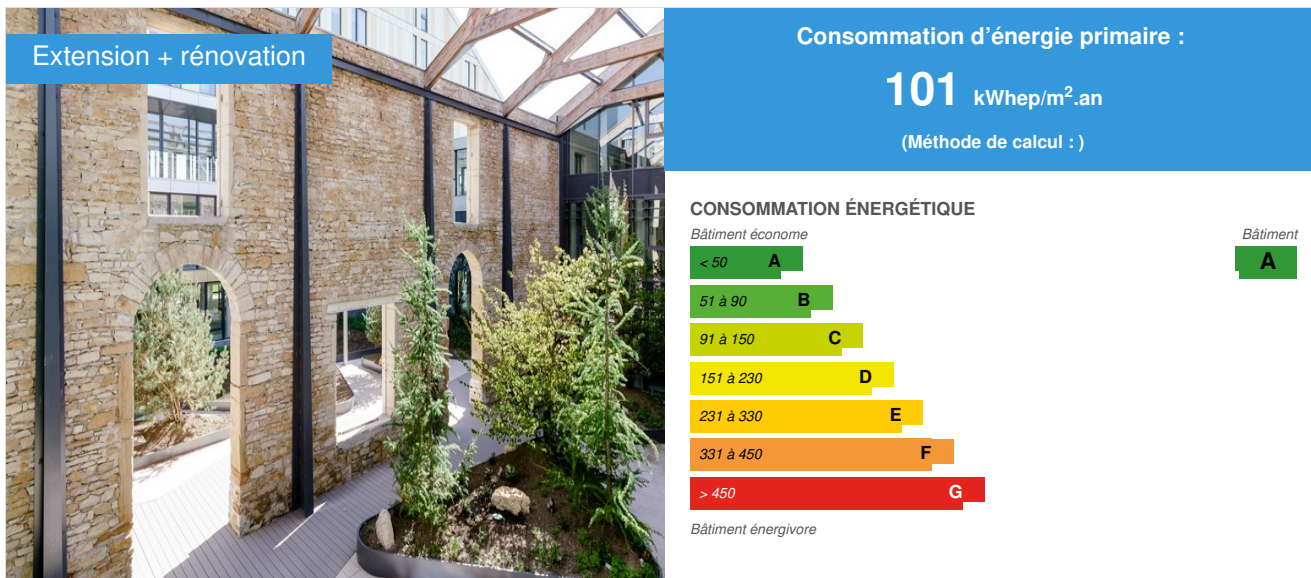 Extension + rénovation
Consommation d'énergie primaire :
101 kWhep/m².an
(Méthode de calcul : )
CONSOMMATION ÉNERGÉTIQUE
Bâtiment économe
Bâtiment
< 50 A
A
51 à 90 B
91 à 150 C
151 à 230 D
231 à 330 E
331 à 450 F
> 450 G
Bâtiment énergivore